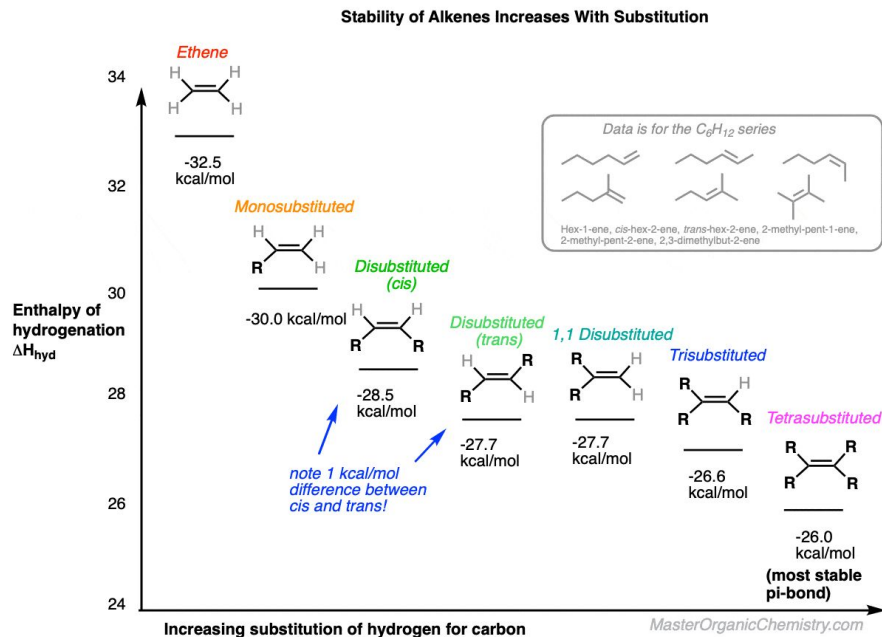 Stability of Alkenes Increases With Substitution
Ethene
34
H
H
H
H
-32.5
kcal/mol
Data is for the C₆H₁₂ series
Hex-1-ene, cis-hex-2-ene, trans-hex-2-ene, 2-methyl-pent-1-ene,
2-methyl-pent-2-ene, 2,3-dimethylbut-2-ene
32
Monosubstituted
H
H
R
H
-30.0 kcal/mol
30
Enthalpy of
hydrogenation
ΔHhyd
Disubstituted
(cis)
H
H
R
R
-28.5
kcal/mol
28
Disubstituted
(trans)
H
R
R
H
-27.7
kcal/mol
1,1 Disubstituted
R
H
R
H
-27.7
kcal/mol
Trisubstituted
R
H
R
R
-26.6
kcal/mol
Tetrasubstituted
R
R
R
R
-26.0
kcal/mol
(most stable
pi-bond)
note 1 kcal/mol
difference between
cis and trans!
26
24
Increasing substitution of hydrogen for carbon
MasterOrganicChemistry.com